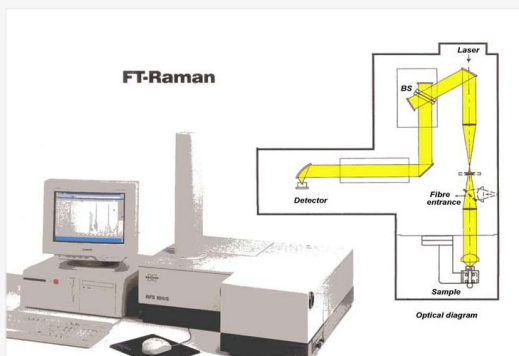 FT-Raman
Laser
BS
Detector
Fibre
entrance
Sample
Optical diagram